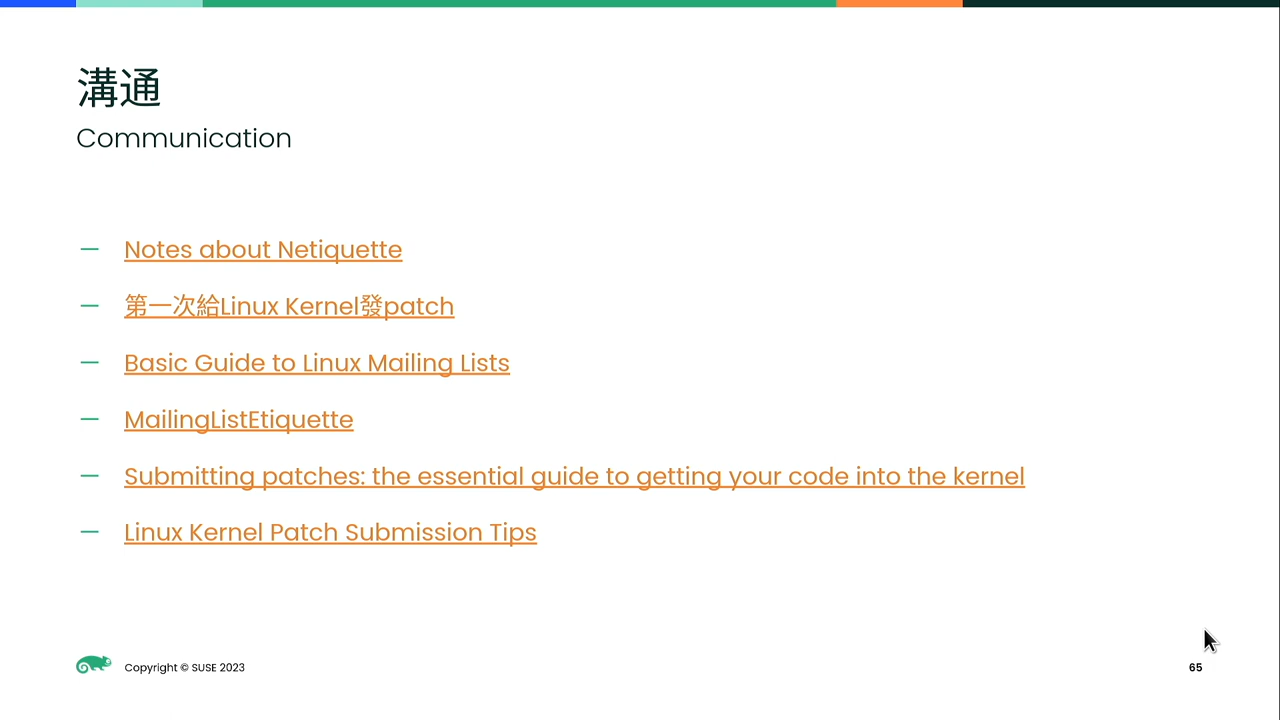 溝通
Communication
— Notes about Netiquette
— 第一次給Linux Kernel發patch
— Basic Guide to Linux Mailing Lists
— MailingListEtiquette
— Submitting patches: the essential guide to getting your code into the kernel
— Linux Kernel Patch Submission Tips
Copyright © SUSE 2023
65